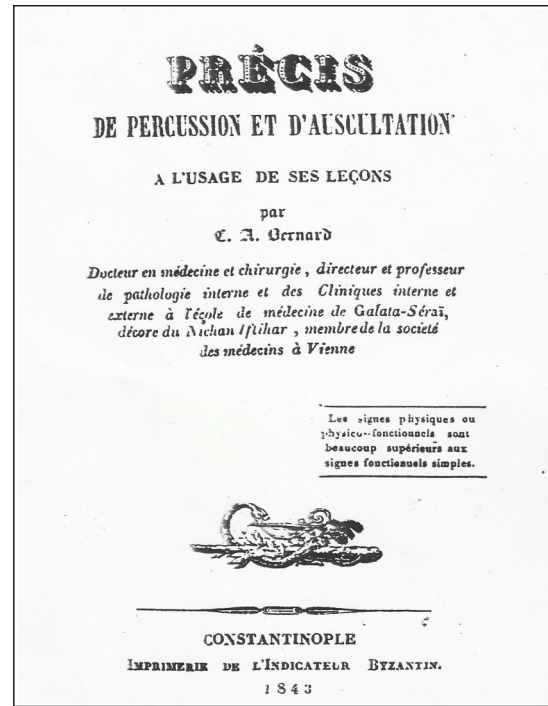 PRÉCIS
DE PERCUSSION ET D'AUSCULTATION
A L'USAGE DE SES LEÇONS
par
C. A. Bernard
Docteur en médecine et chirurgie, directeur et professeur
de pathologie interne et des Cliniques interne et
externe à l'école de médecine de Galata-Séraï,
décore du Nichan Iftihar, membre de la societé
des médecins à Vienne
Les signes physiques ou
physico-fonctionnels sont
beaucoup supérieurs aux
signes fonctionuels simples.
CONSTANTINOPLE
IMPRIMERIE DE L'INDICATEUR BYZANTIN.
1843